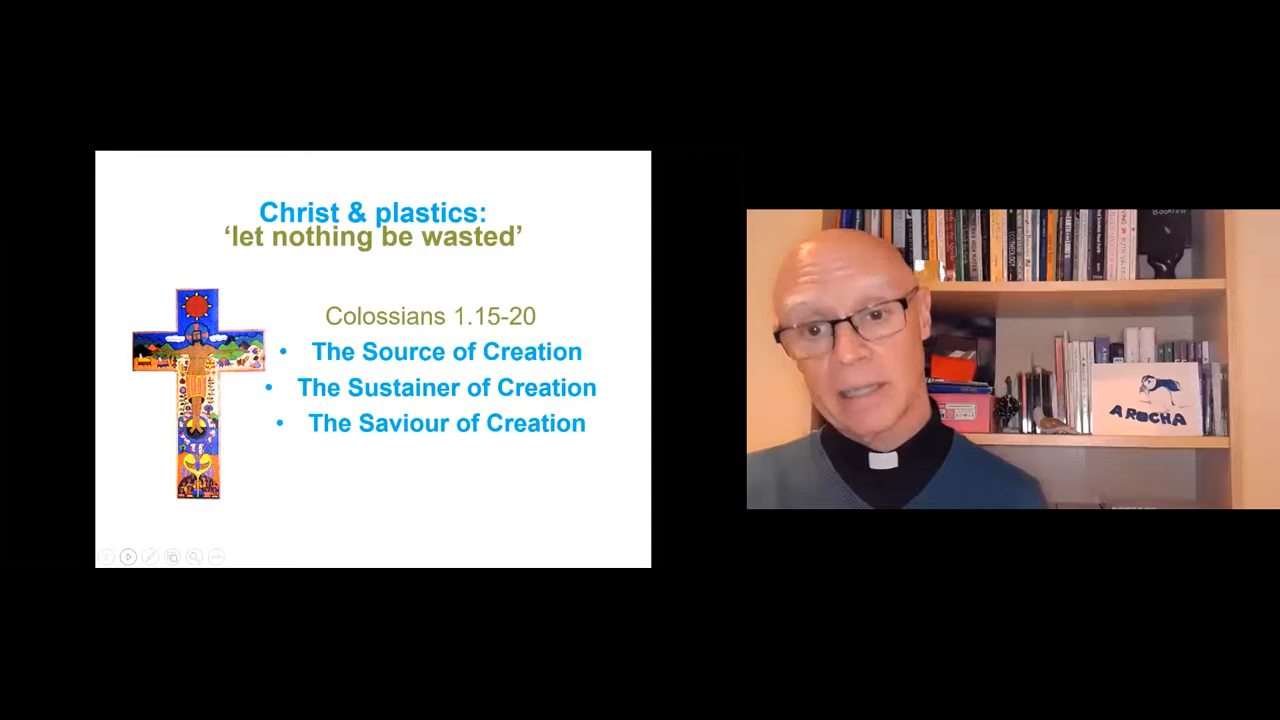 Christ & plastics:
‘let nothing be wasted’
Colossians 1.15-20
• The Source of Creation
• The Sustainer of Creation
• The Saviour of Creation
A ROCHA